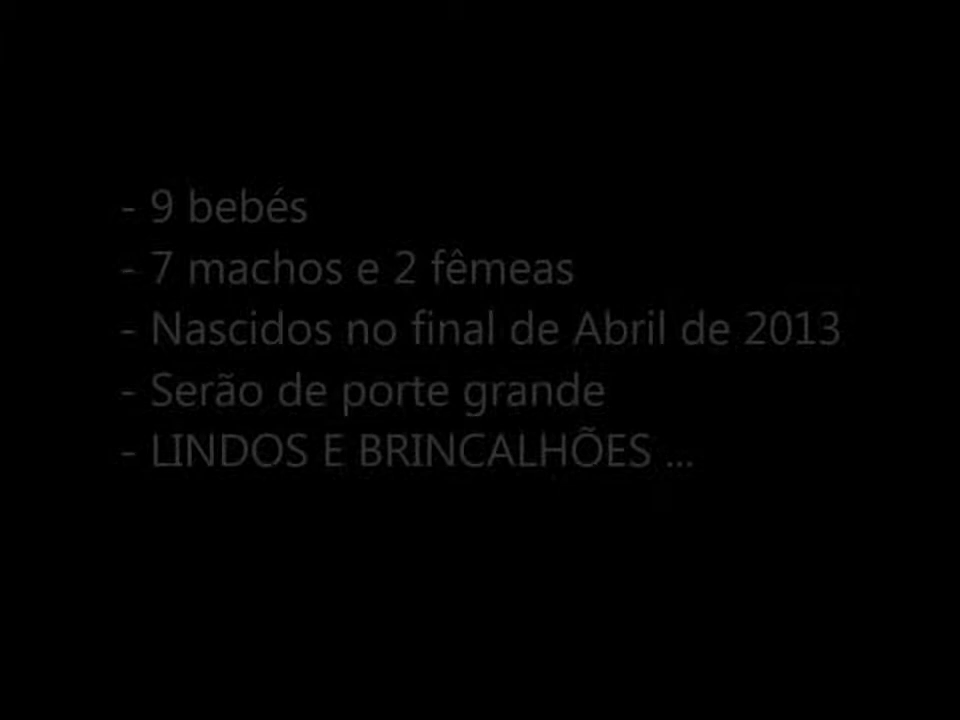 - 9 bebés
- 7 machos e 2 fêmeas
- Nascidos no final de Abril de 2013
- Serão de porte grande
- LINDOS E BRINCALHÕES ...